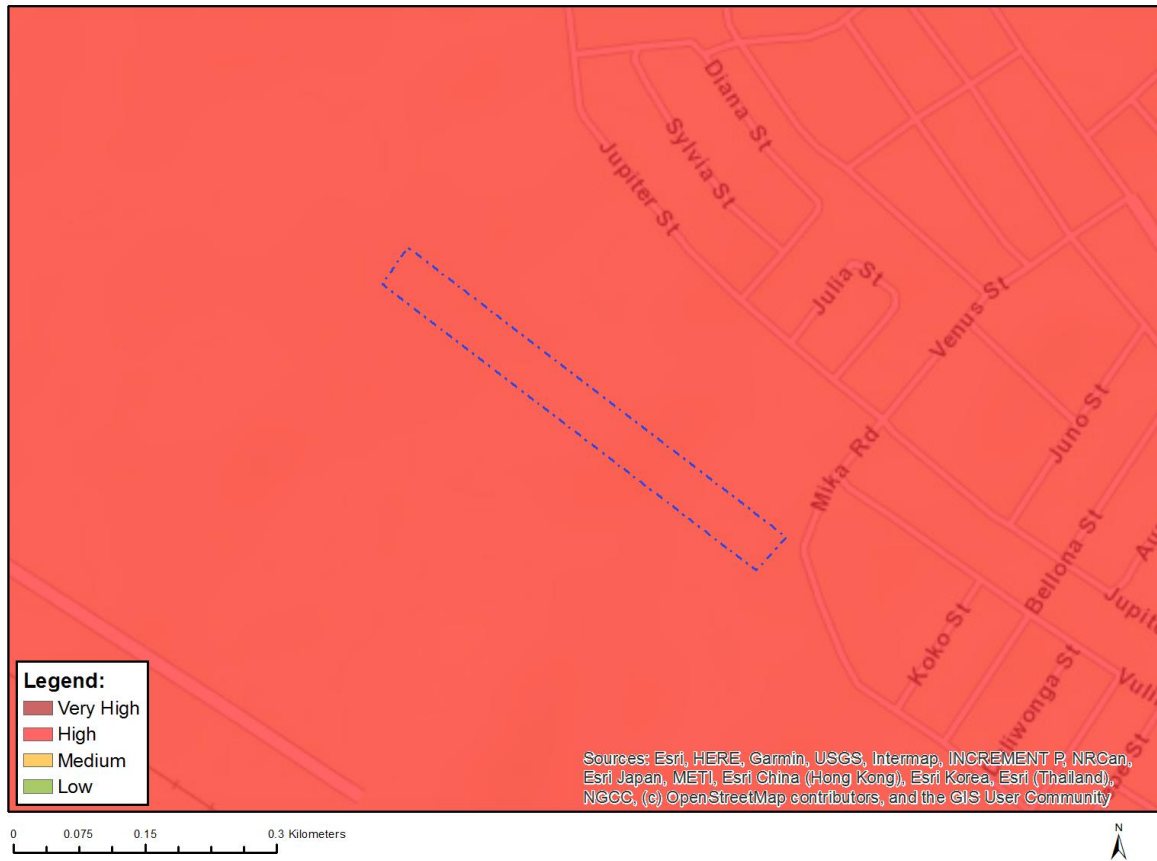 Diana St
Sylvia St
Jupiter St
Julia St
Venus St
Juno St
Mika Rd
Bellona St
Koko St
Legend:
Very High
High
Medium
Low
Sources: Esri, HERE, Garmin, USGS, Intermap, INCREMENT P, NRCan,
Esri Japan, METI, Esri China (Hong Kong), Esri Korea, Esri (Thailand),
NGCC, (c) OpenStreetMap contributors, and the GIS User Community
0 0.075 0.15 0.3 Kilometers
N